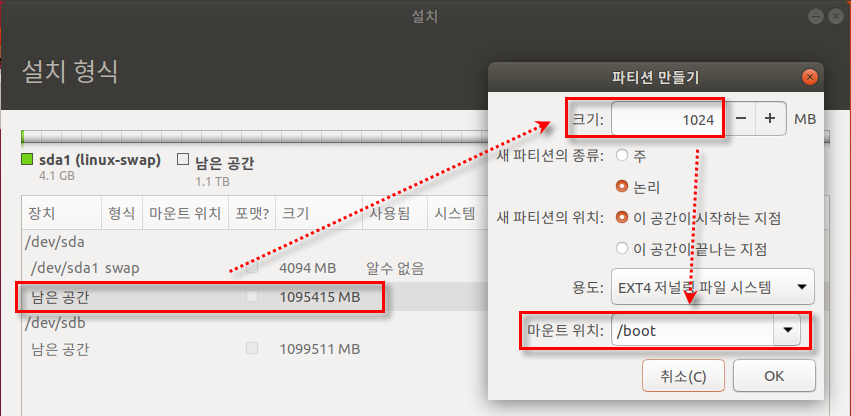 설치
설치 형식
sda1 (linux-swap)
4.1 GB
남은 공간
1.1 TB
장치 형식 마운트 위치 포맷? 크기 사용됨 시스템
/dev/sda
/dev/sda1 swap 4094 MB 알수 없음
남은 공간 1095415 MB
/dev/sdb
남은 공간 1099511 MB
파티션 만들기
크기: 1024 MB
새 파티션의 종류: 주
논리
새 파티션의 위치: 이 공간이 시작하는 지점
이 공간이 끝나는 지점
용도: EXT4 저널링 파일 시스템
마운트 위치: /boot
취소(C) OK